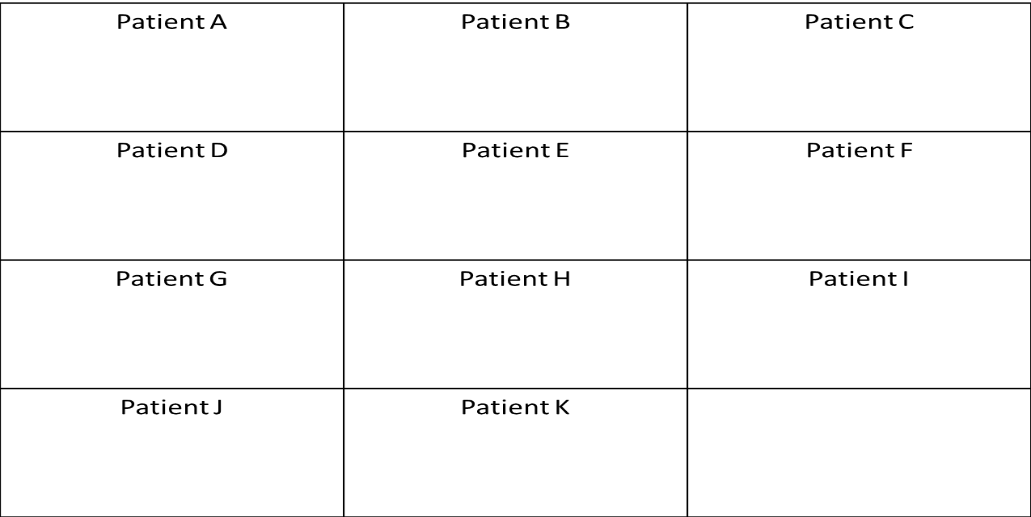 Patient A
Patient B
Patient C
Patient D
Patient E
Patient F
Patient G
Patient H
Patient I
Patient J
Patient K